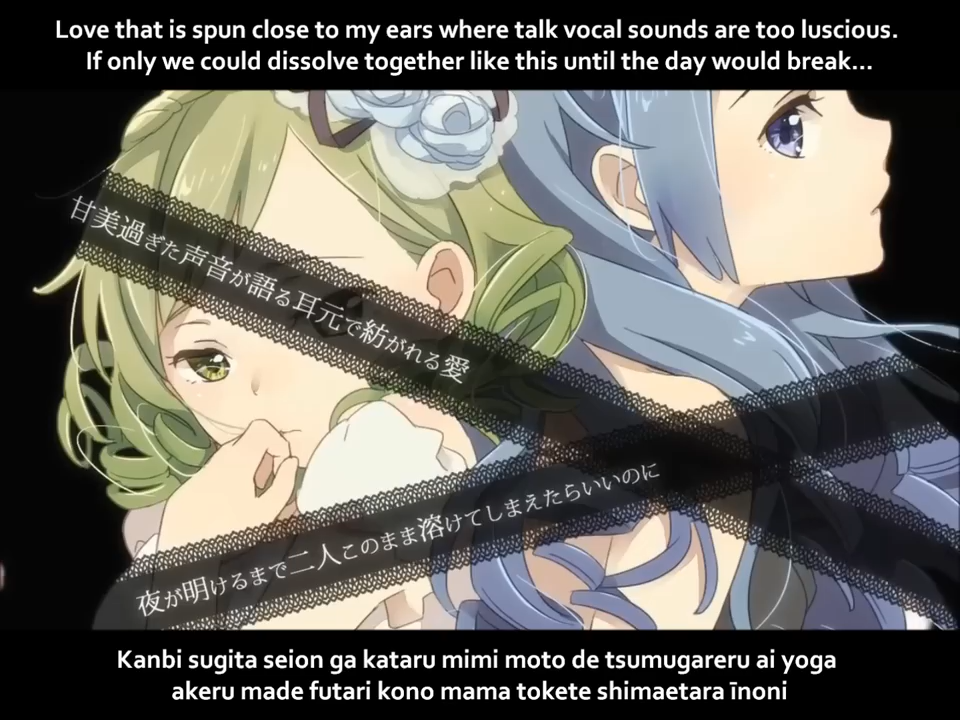 Love that is spun close to my ears where talk vocal sounds are too luscious.
If only we could dissolve together like this until the day would break...
甘美過ぎた声音が語る耳元で紡がれる愛
夜が明けるまで二人このまま溶けてしまえたらいいのに
Kanbi sugita seion ga kataru mimi moto de tsumugareru ai yoga
akeru made futari kono mama tokete shimaetara īnoni